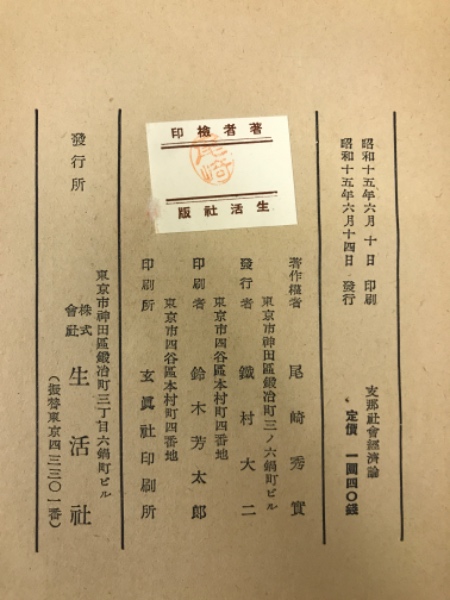 昭和十五年六月十日 印刷
昭和十五年六月十四日 發行
支那社會經濟論
定價 一圓四〇錢
著者檢印
尾崎
生活社版
著作權者 尾崎秀實
東京市神田區鍛冶町三ノ六鍋町ビル
發行者 鐵村大二
東京市四谷區本村町四番地
印刷者 鈴木芳太郎
東京市四谷區本村町四番地
印刷所 玄眞社印刷所
發行所
東京市神田區鍛冶町三丁目六鍋町ビル
株式會社 生活社
(振替東京四三三〇一番)